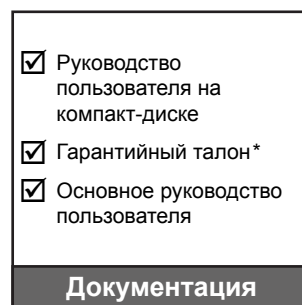 ☑ Руководство
пользователя на
компакт-диске
☑ Гарантийный талон*
☑ Основное руководство
пользователя
Документация